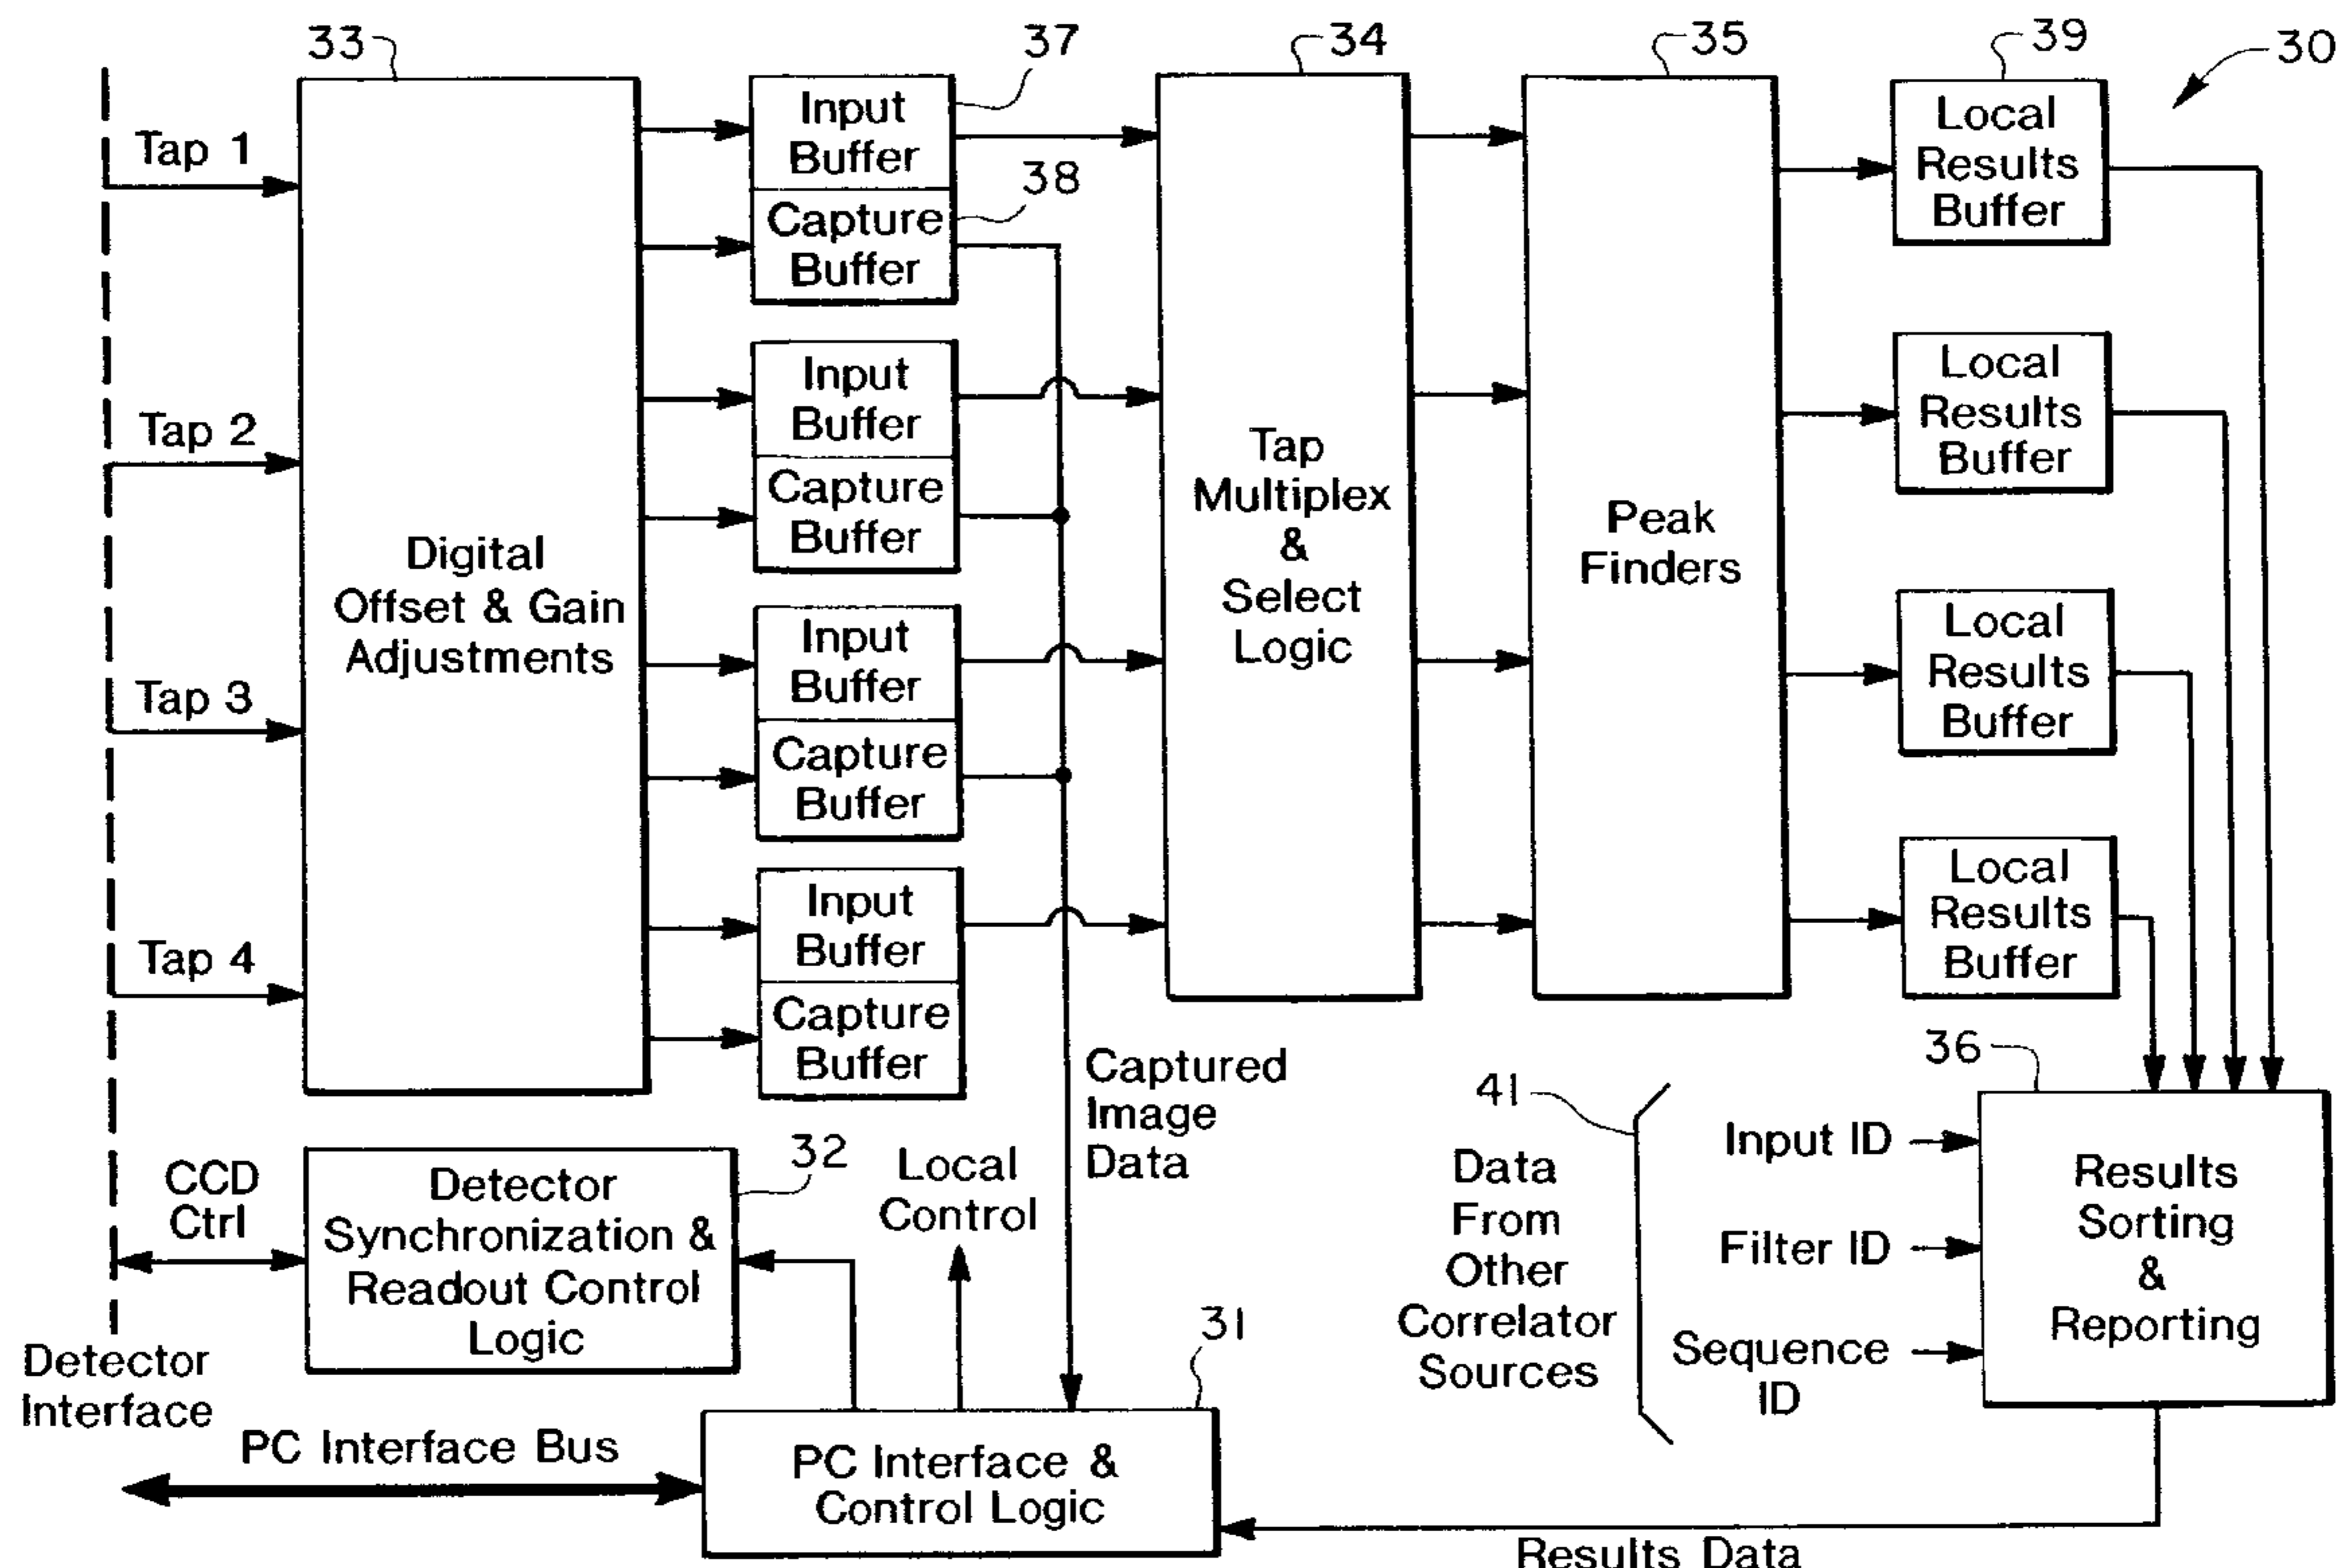 33
37
34
35
39
30
Tap 1
Input
Buffer
38
Capture
Buffer
Local
Results
Buffer
Tap 2
Input
Buffer
Capture
Buffer
Local
Results
Buffer
Digital
Offset & Gain
Adjustments
Tap
Multiplex
&
Select
Logic
Peak
Finders
Tap 3
Input
Buffer
Capture
Buffer
Local
Results
Buffer
Tap 4
Input
Buffer
Capture
Buffer
Local
Results
Buffer
Captured
Image
Data
36
41
CCD
Ctrl
Detector
Synchronization &
Readout Control
Logic
32
Local
Control
Data
From
Other
Correlator
Sources
Input ID
Filter ID
Sequence
ID
Results
Sorting
&
Reporting
Detector
Interface
31
PC Interface Bus
PC Interface &
Control Logic
Results Data